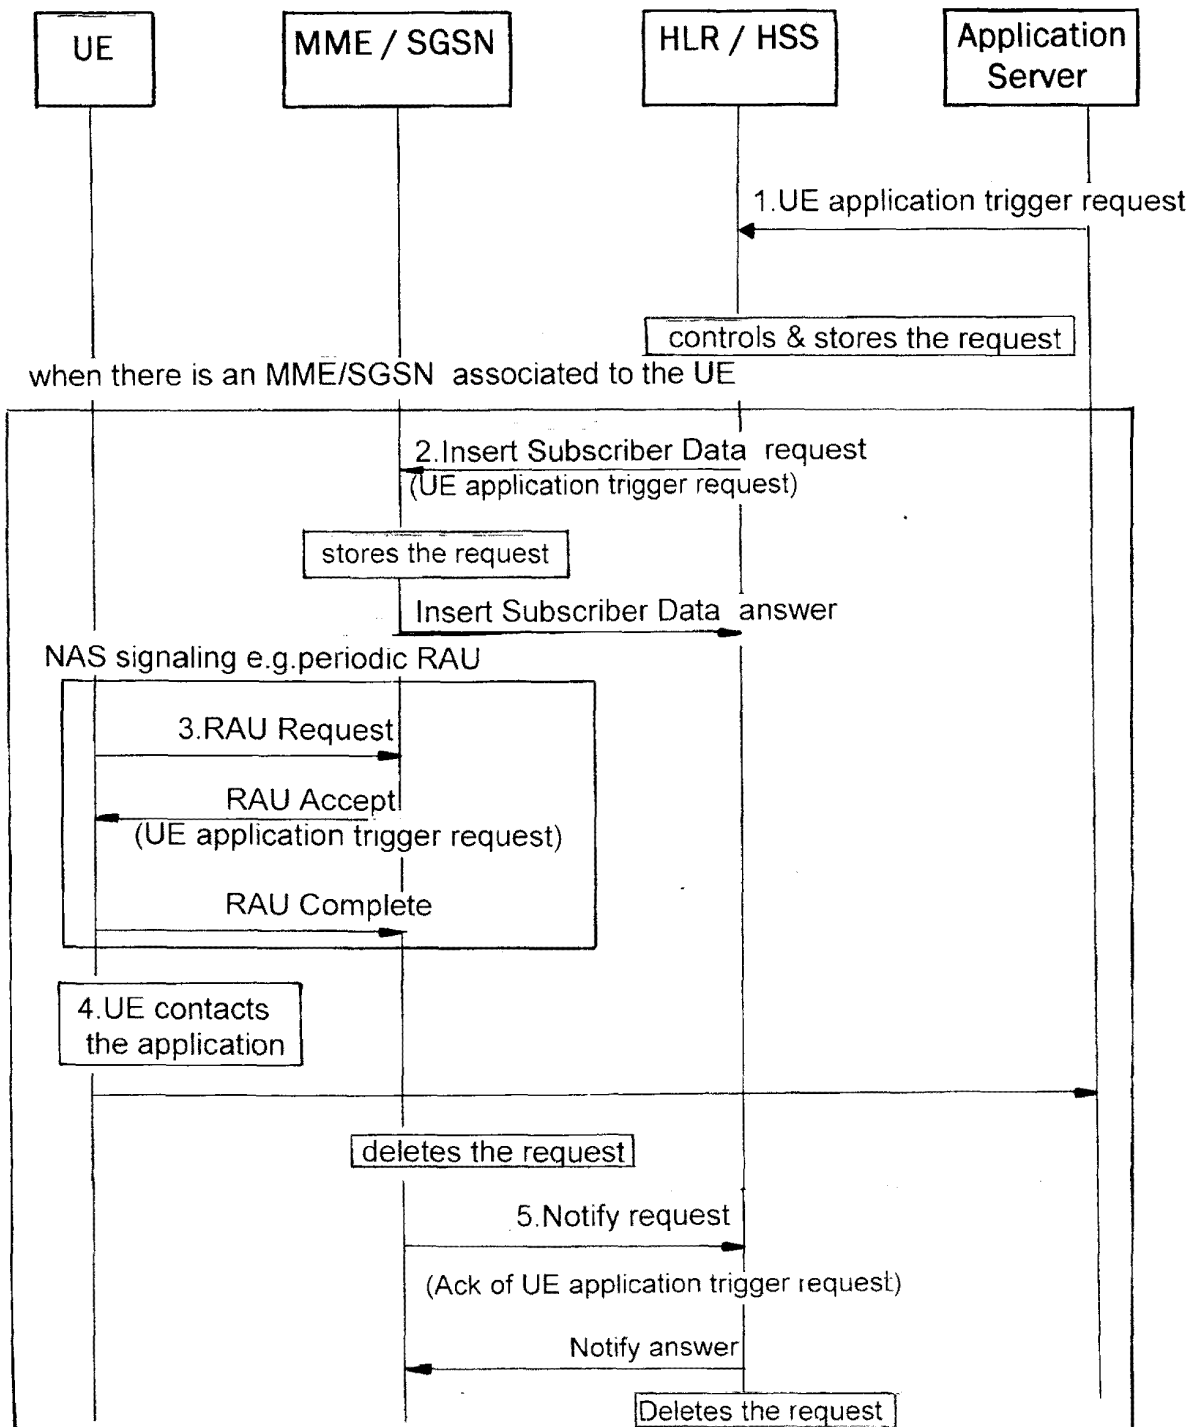 UE
MME / SGSN
HLR / HSS
Application
Server
1.UE application trigger request
controls & stores the request
when there is an MME/SGSN associated to the UE
2.Insert Subscriber Data request
(UE application trigger request)
stores the request
Insert Subscriber Data answer
NAS signaling e.g.periodic RAU
3.RAU Request
RAU Accept
(UE application trigger request)
RAU Complete
4.UE contacts
the application
deletes the request
5.Notify request
(Ack of UE application trigger request)
Notify answer
Deletes the request